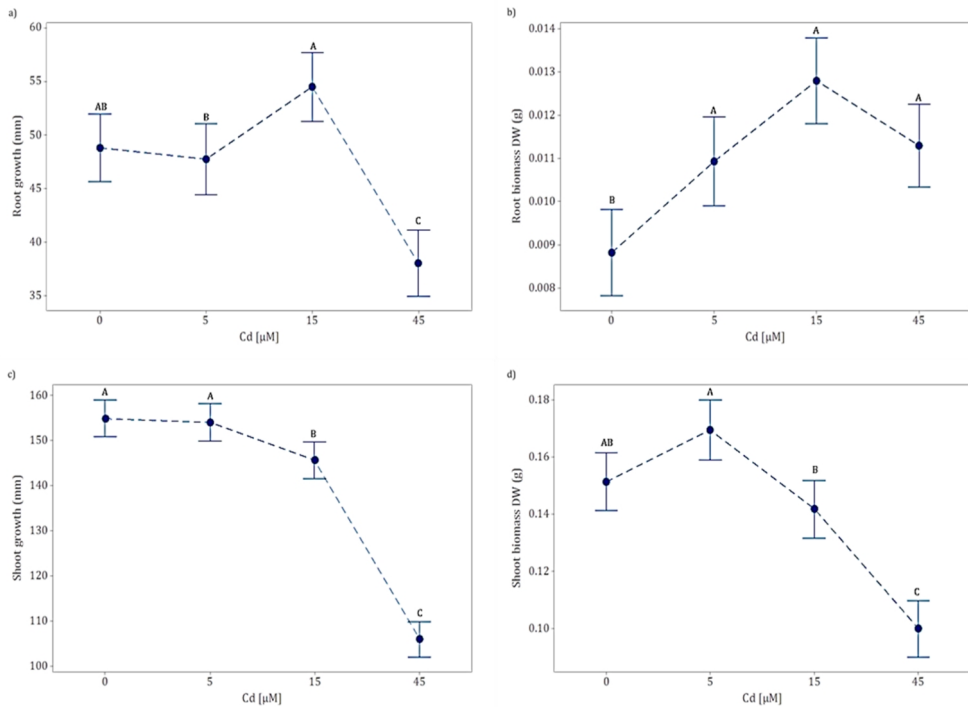 a)
60
55
50
45
40
35
Root growth (mm)
AB
B
A
C
0 5 15 45
Cd [µM]
b)
0.014
0.013
0.012
0.011
0.010
0.009
0.008
Root biomass DW (g)
B
A
A
A
0 5 15 45
Cd [µM]
c)
160
150
140
130
120
110
100
Shoot growth (mm)
A
A
B
C
0 5 15 45
Cd [µM]
d)
0.18
0.16
0.14
0.12
0.10
Shoot biomass DW (g)
AB
A
B
C
0 5 15 45
Cd [µM]